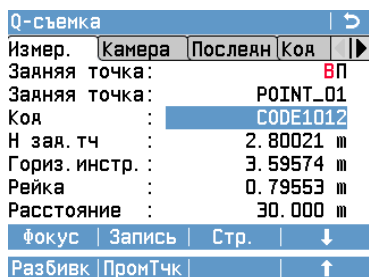 Q-съемка
Измер. Камера Последн Код
Задняя точка: ВП
Задняя точка: POINT_01
Код : CODE1012
Н зад.тч : 2.80021 m
Гориз.инстр. : 3.59574 m
Рейка : 0.79553 m
Расстояние : 30.000 m
Фокус | Запись | Стр. | ↓
Разбивк | ПромТчк | ↑